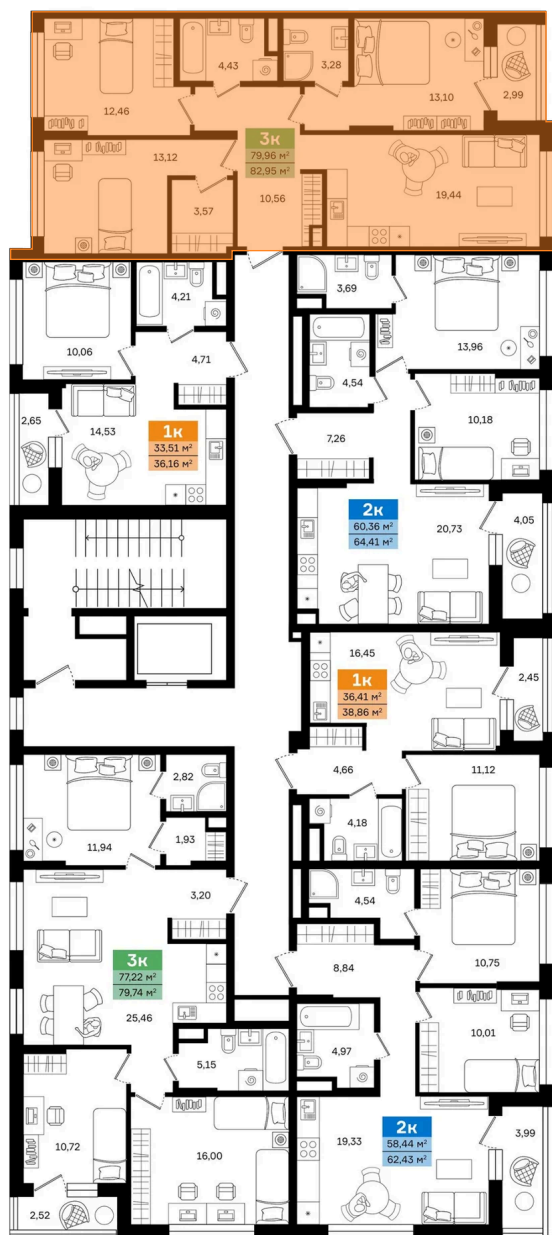 4,43
3,28
2,99
12,46
13,10
3к
79,96 м²
82,95 м²
13,12
19,44
3,57
10,56
4,21
3,69
10,06
4,71
13,96
4,54
2,65
14,53
1к
33,51 м²
36,16 м²
10,18
7,26
2к
60,36 м²
64,41 м²
20,73
4,05
16,45
1к
36,41 м²
38,86 м²
2,45
2,82
4,66
11,12
11,94
1,93
4,18
3,20
4,54
3к
77,22 м²
79,74 м²
25,46
8,84
10,75
5,15
4,97
10,01
10,72
16,00
19,33
2к
58,44 м²
62,43 м²
3,99
2,52